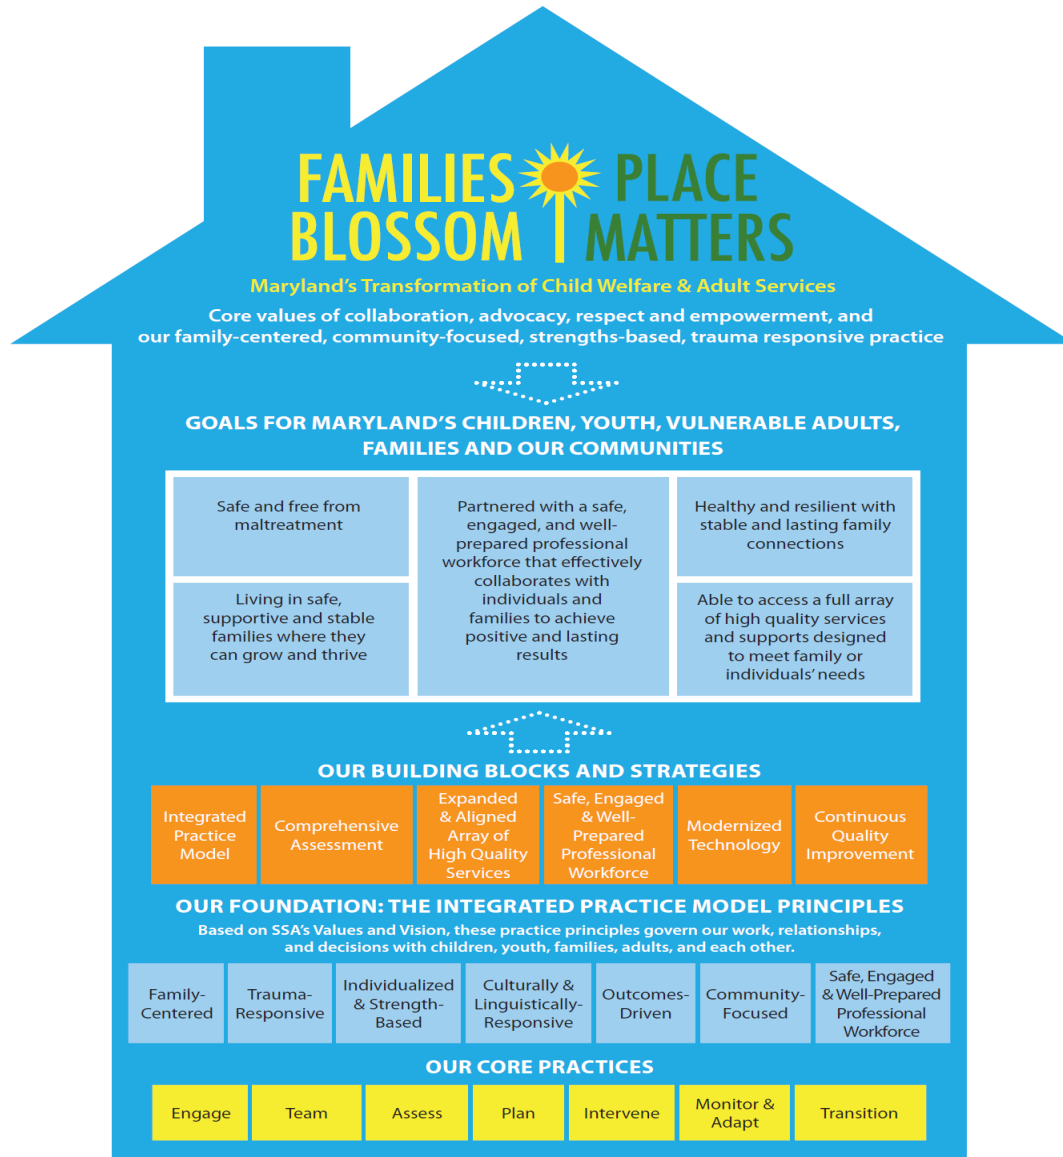 FAMILIES
BLOSSOM
PLACE
MATTERS
Maryland's Transformation of Child Welfare & Adult Services
Core values of collaboration, advocacy, respect and empowerment, and
our family-centered, community-focused, strengths-based, trauma responsive practice
GOALS FOR MARYLAND'S CHILDREN, YOUTH, VULNERABLE ADULTS,
FAMILIES AND OUR COMMUNITIES
Safe and free from
maltreatment
Living in safe,
supportive and stable
families where they
can grow and thrive
Partnered with a safe,
engaged, and well-
prepared professional
workforce that effectively
collaborates with
individuals and
families to achieve
positive and lasting
results
Healthy and resilient with
stable and lasting family
connections
Able to access a full array
of high quality services
and supports designed
to meet family or
individuals' needs
OUR BUILDING BLOCKS AND STRATEGIES
Integrated
Practice
Model
Comprehensive
Assessment
Expanded
& Aligned
Array of
High Quality
Services
Safe, Engaged
& Well-
Prepared
Professional
Workforce
Modernized
Technology
Continuous
Quality
Improvement
OUR FOUNDATION: THE INTEGRATED PRACTICE MODEL PRINCIPLES
Based on SSA's Values and Vision, these practice principles govern our work, relationships,
and decisions with children, youth, families, adults, and each other.
Family-
Centered
Trauma-
Responsive
Individualized
& Strength-
Based
Culturally &
Linguistically-
Responsive
Outcomes-
Driven
Community-
Focused
Safe, Engaged
& Well-Prepared
Professional
Workforce
OUR CORE PRACTICES
Engage
Team
Assess
Plan
Intervene
Monitor &
Adapt
Transition